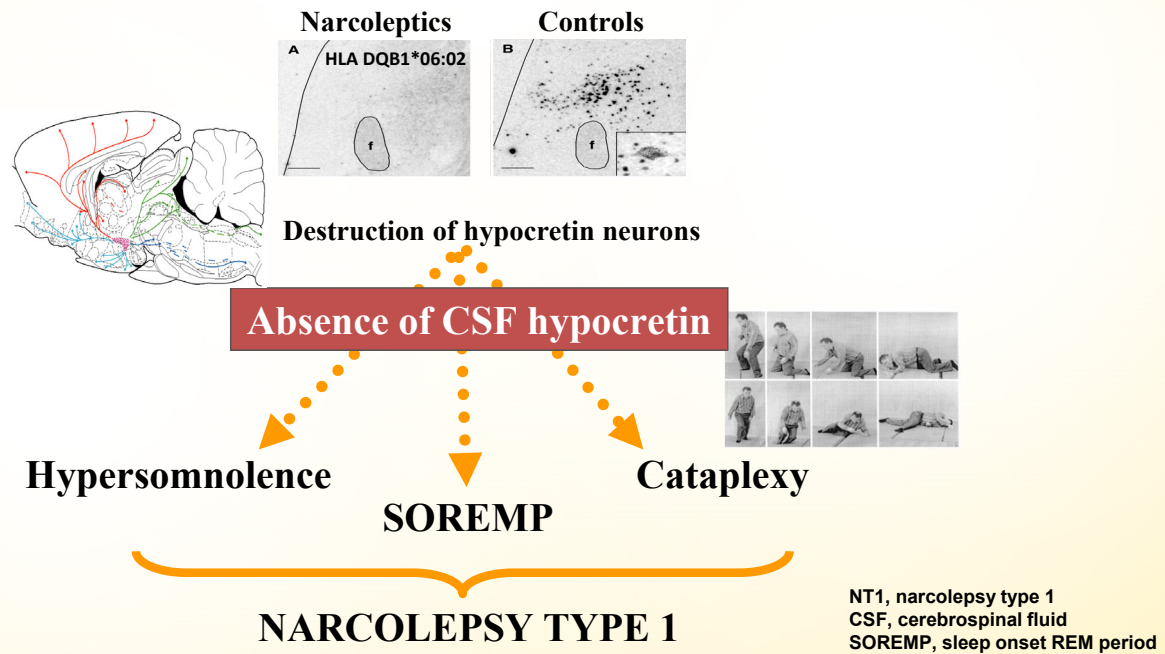 Narcoleptics
Controls
A
HLA DQB1*06:02
f
B
f
Destruction of hypocretin neurons
Absence of CSF hypocretin
Hypersomnolence
SOREMP
Cataplexy
NARCOLEPSY TYPE 1
NT1, narcolepsy type 1
CSF, cerebrospinal fluid
SOREMP, sleep onset REM period